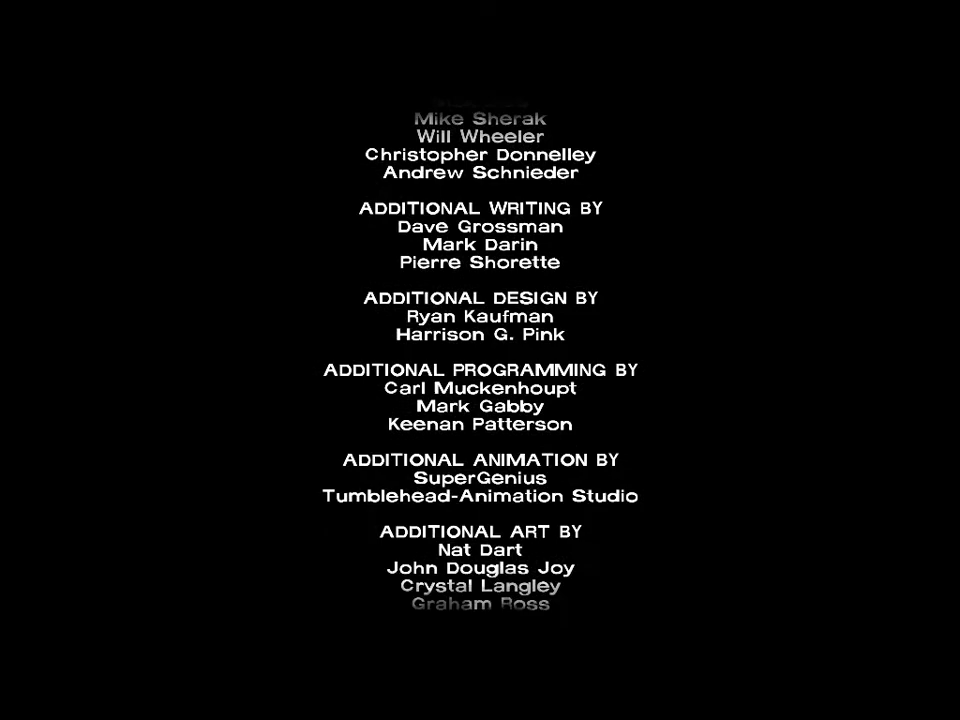 Mike Sherak
Will Wheeler
Christopher Donnelley
Andrew Schnieder
ADDITIONAL WRITING BY
Dave Grossman
Mark Darin
Pierre Shorette
ADDITIONAL DESIGN BY
Ryan Kaufman
Harrison G. Pink
ADDITIONAL PROGRAMMING BY
Carl Muckenhoupt
Mark Gabby
Keenan Patterson
ADDITIONAL ANIMATION BY
SuperGenius
Tumblehead-Animation Studio
ADDITIONAL ART BY
Nat Dart
John Douglas Joy
Crystal Langley
Graham Ross